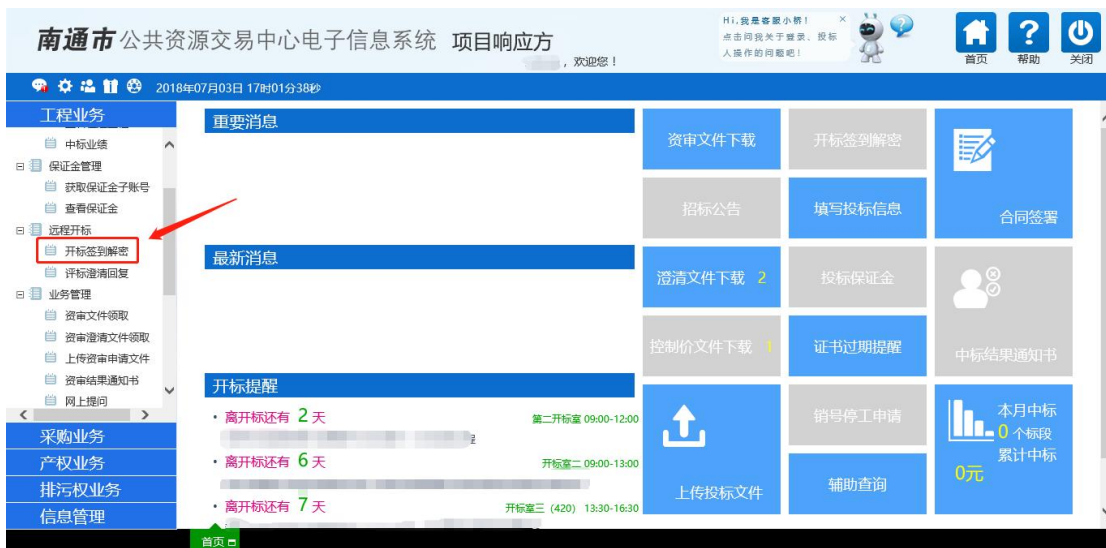 南通市公共资源交易中心电子信息系统 项目响应方
，欢迎您！
Hi,我是客服小桥！ ×
点击问我关于登录、投标
人操作的问题吧！
首页 帮助 关闭
2018年07月03日 17时01分38秒
工程业务
中标业绩
保证金管理
获取保证金子账号
查看保证金
远程开标
开标签到解密
评标澄清回复
业务管理
资审文件领取
资审澄清文件领取
上传资审申请文件
资审结果通知书
网上提问
采购业务
产权业务
排污权业务
信息管理
重要消息
最新消息
开标提醒
· 离开标还有 2 天 第二开标室 09:00-12:00
· 离开标还有 6 天 开标室二 09:00-13:00
· 离开标还有 7 天 开标室三（420） 13:30-16:30
资审文件下载
开标签到解密
招标公告
填写投标信息
合同签署
澄清文件下载 2
投标保证金
控制价文件下载 1
证书过期提醒
中标结果通知书
上传投标文件
销号停工申请
辅助查询
本月中标
0 个标段
累计中标
0元
首页